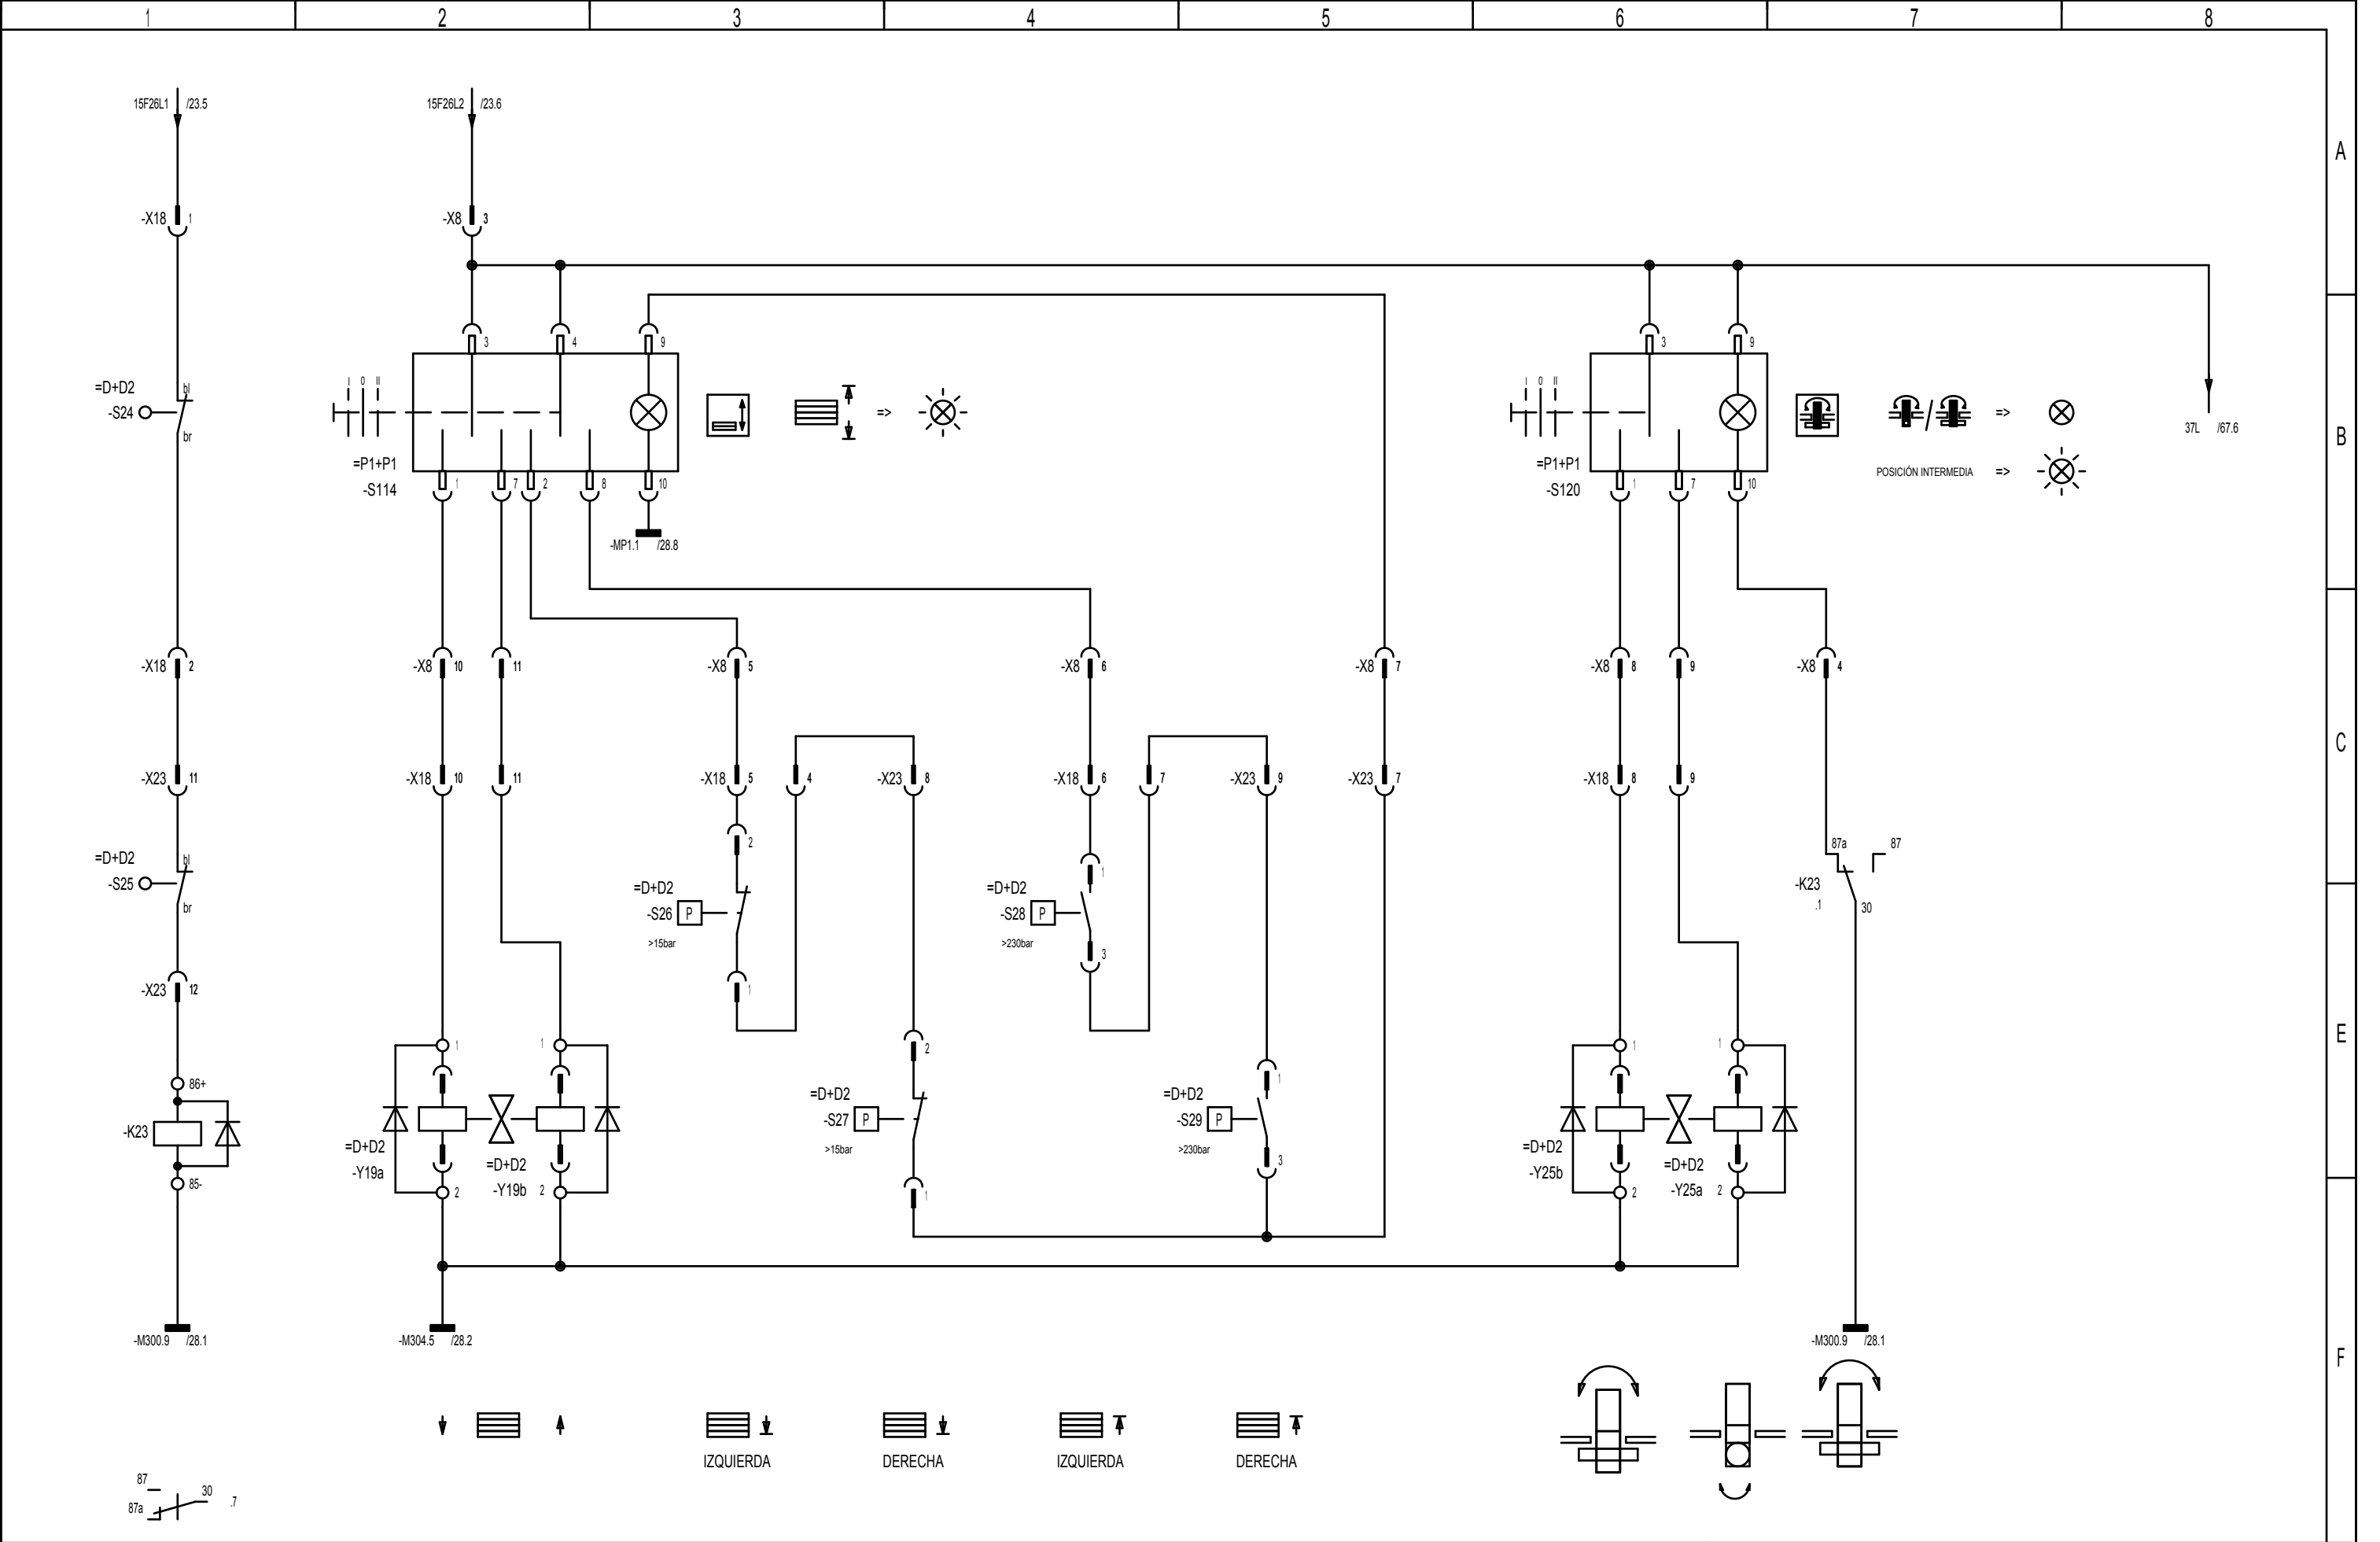 1 2 3 4 5 6 7 8
15F26L1 /23.5 15F26L2 /23.6
A
-X18 1 -X8 3
3 4 9 3 9
I 0 II I 0 II
=D+D2 bl
-S24 => =>
br 37L /67.6 B
=P1+P1 =P1+P1 POSICIÓN INTERMEDIA =>
-S114 1 7 2 8 10 -S120 1 7 10
-MP1.1 /28.8
-X18 2 -X8 10 11 -X8 5 -X8 6 -X8 7 -X8 8 9 -X8 4
C
-X23 11 -X18 10 11 -X18 5 4 -X23 8 -X18 6 7 -X23 9 -X23 7 -X18 8 9
2 87a 87
=D+D2 bl 1
-S25 =D+D2 =D+D2 -K23
br -S26 P -S28 P .1 30
>15bar >230bar
3
-X23 12 1
E
1 1 2 1 1
86+ 1
=D+D2 =D+D2
-K23 -S27 P -S29 P
=D+D2 >15bar >230bar =D+D2
-Y19a =D+D2 3 -Y25b =D+D2
85- 2 -Y19b 2 1 2 -Y25a 2
-M300.9 /28.1 -M304.5 /28.2 -M300.9 /28.1
F
IZQUIERDA DERECHA IZQUIERDA DERECHA
87
30
87a .7